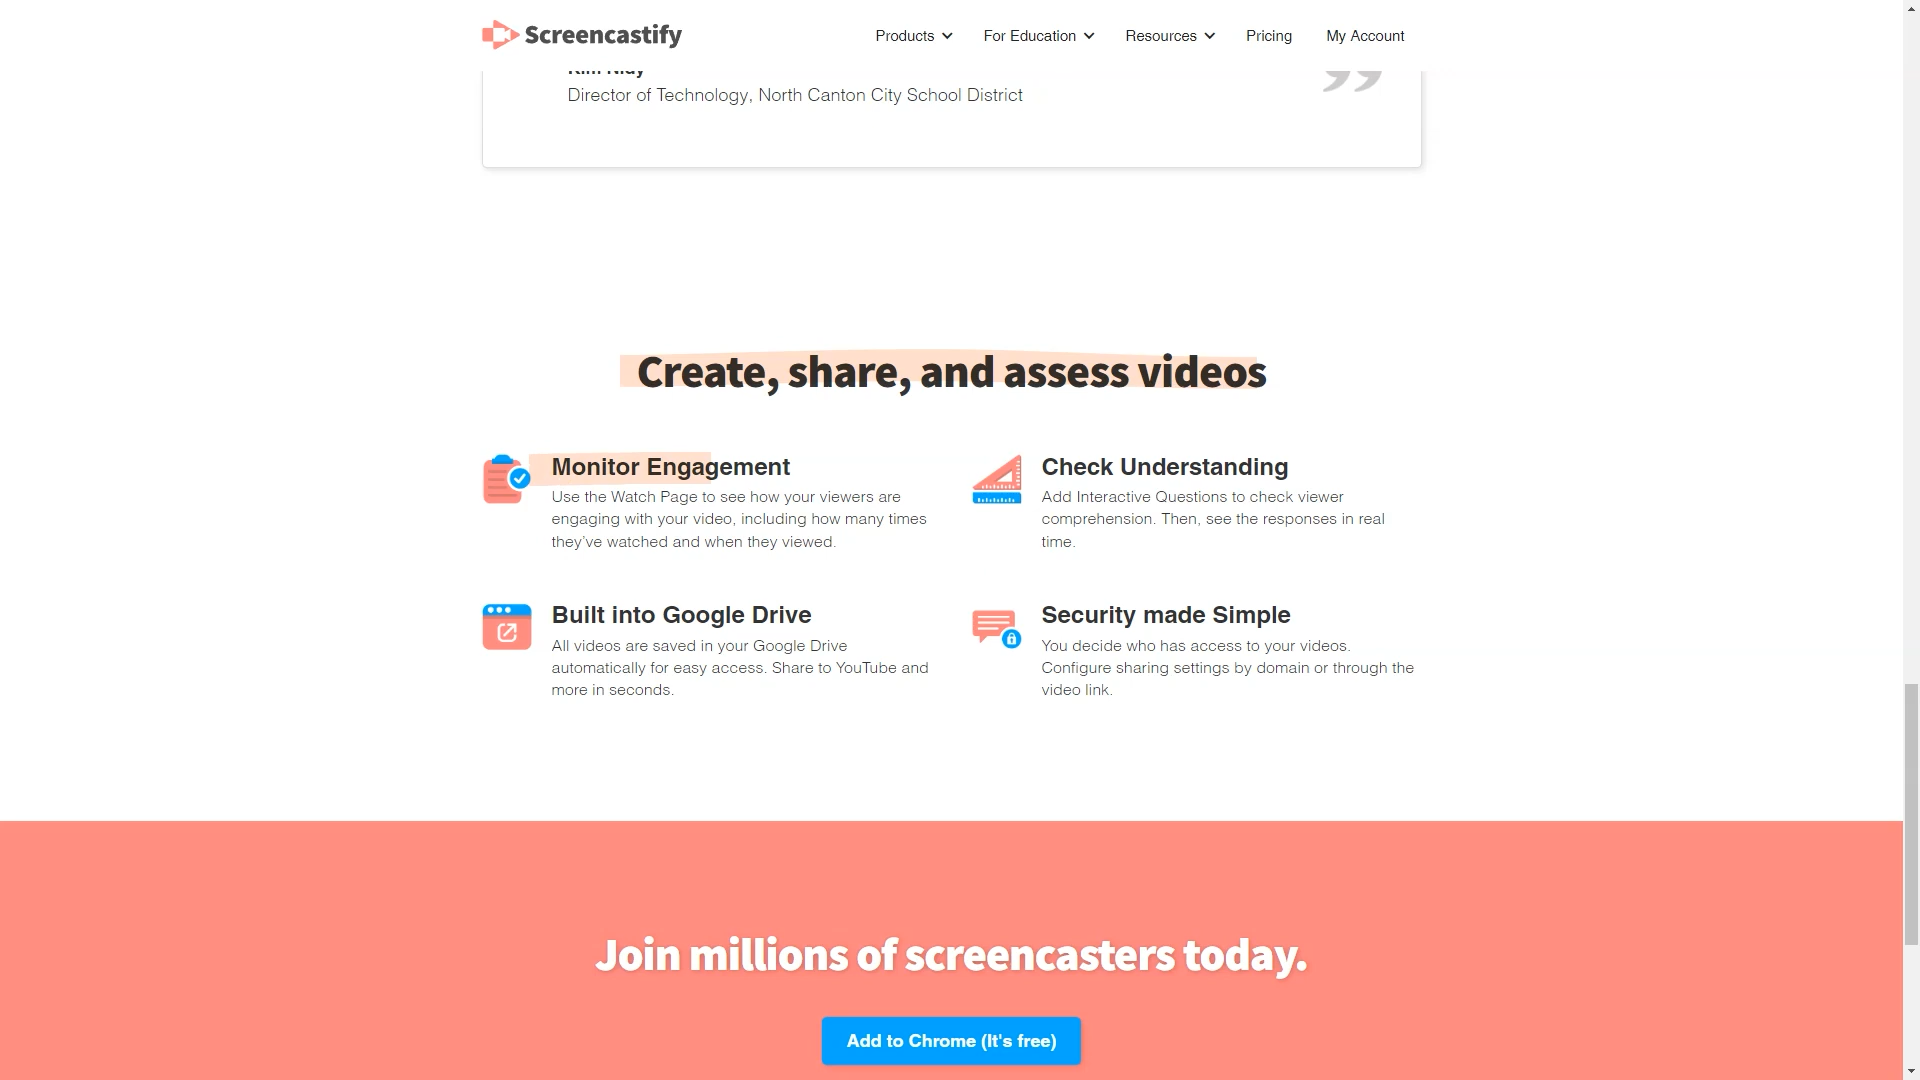 Screencastify
Products
For Education
Resources
Pricing
My Account
Kim Nidy
Director of Technology, North Canton City School District
Create, share, and assess videos
Monitor Engagement
Use the Watch Page to see how your viewers are
engaging with your video, including how many times
they’ve watched and when they viewed.
Check Understanding
Add Interactive Questions to check viewer
comprehension. Then, see the responses in real
time.
Built into Google Drive
All videos are saved in your Google Drive
automatically for easy access. Share to YouTube and
more in seconds.
Security made Simple
You decide who has access to your videos.
Configure sharing settings by domain or through the
video link.
Join millions of screencasters today.
Add to Chrome (It's free)